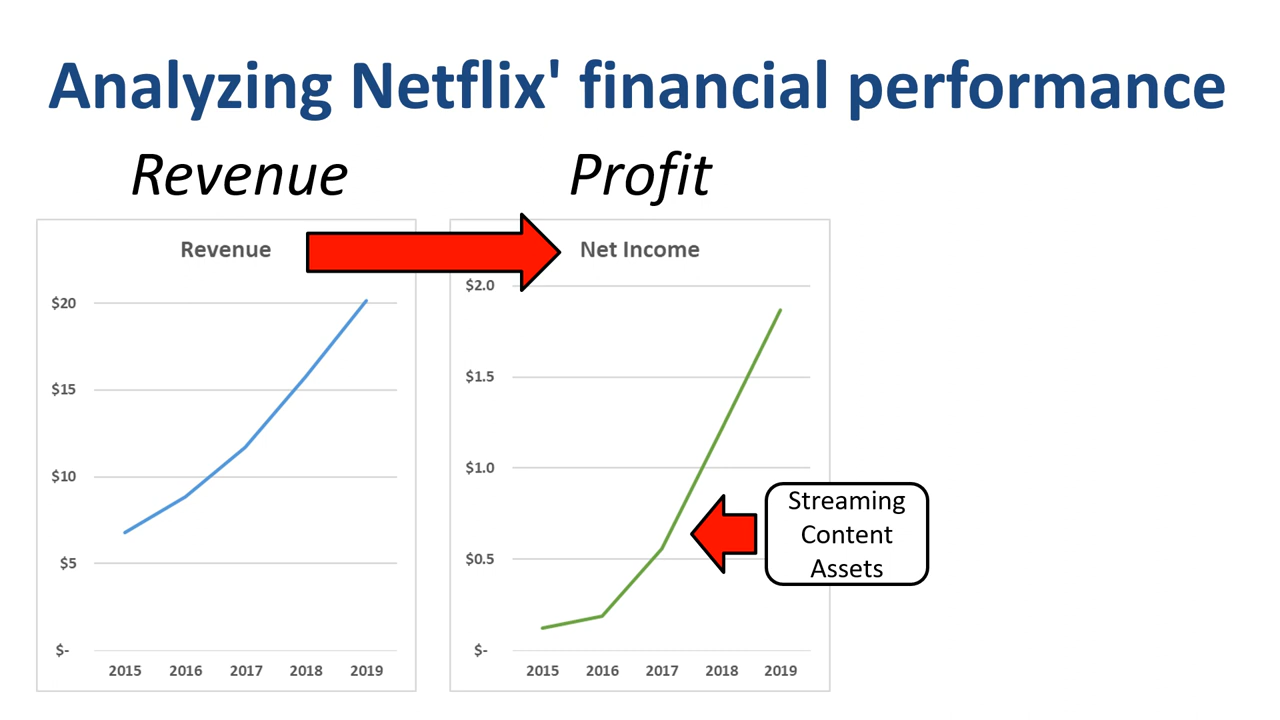 Analyzing Netflix' financial performance
Revenue
Profit
Revenue
$20
$15
$10
$5
$-
2015 2016 2017 2018 2019
Net Income
$2.0
$1.5
$1.0
$0.5
$-
2015 2016 2017 2018 2019
Streaming
Content
Assets